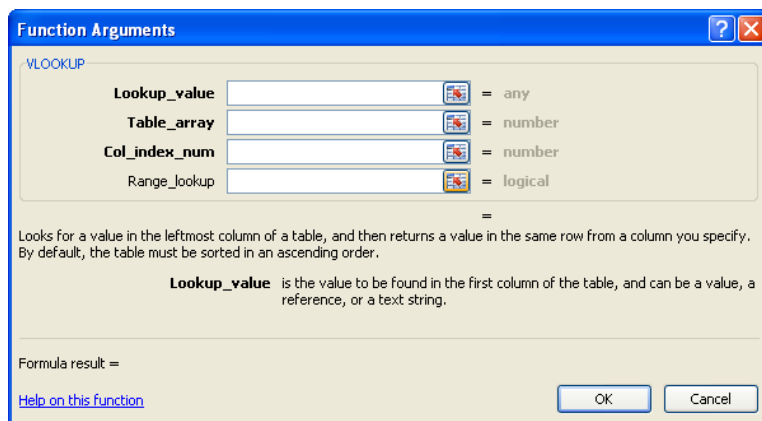 Function Arguments
VLOOKUP
Lookup_value = any
Table_array = number
Col_index_num = number
Range_lookup = logical
=
Looks for a value in the leftmost column of a table, and then returns a value in the same row from a column you specify.
By default, the table must be sorted in an ascending order.
Lookup_value is the value to be found in the first column of the table, and can be a value, a
reference, or a text string.
Formula result =
Help on this function OK Cancel